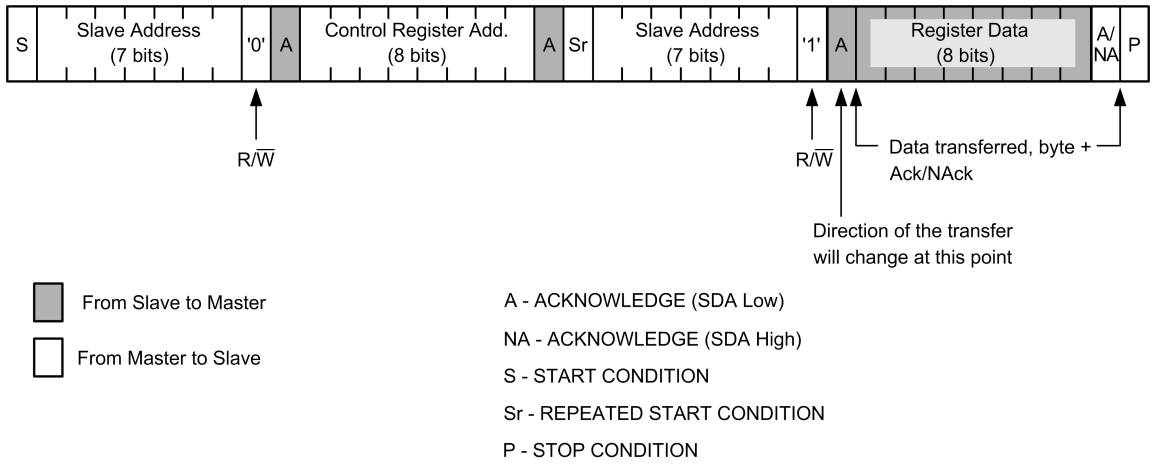 S
Slave Address
(7 bits)
'0'
A
Control Register Add.
(8 bits)
A
Sr
Slave Address
(7 bits)
'1'
A
Register Data
(8 bits)
A/
NA
P
R/W̅
R/W̅
Data transferred, byte +
Ack/NAck
Direction of the transfer
will change at this point
From Slave to Master
From Master to Slave
A - ACKNOWLEDGE (SDA Low)
NA - ACKNOWLEDGE (SDA High)
S - START CONDITION
Sr - REPEATED START CONDITION
P - STOP CONDITION